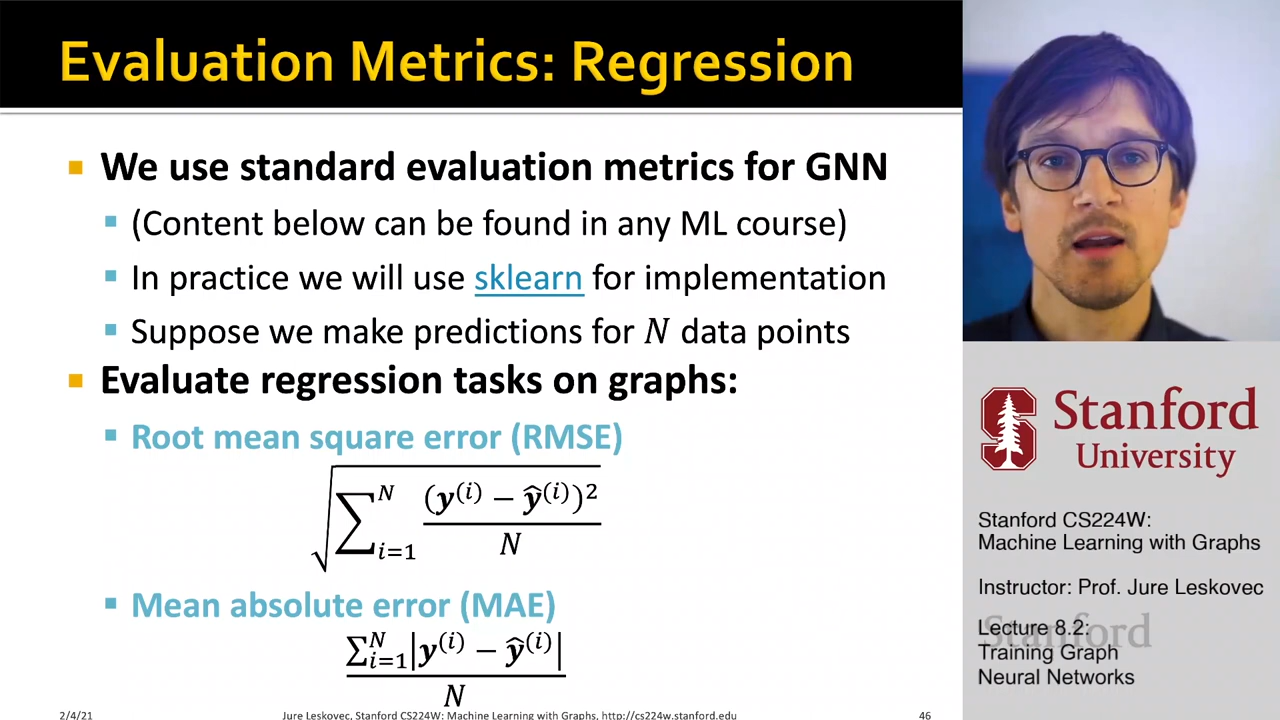 Evaluation Metrics: Regression
▪ We use standard evaluation metrics for GNN
▪ (Content below can be found in any ML course)
▪ In practice we will use sklearn for implementation
▪ Suppose we make predictions for N data points
▪ Evaluate regression tasks on graphs:
▪ Root mean square error (RMSE)
√∑ᵢ₌₁ᴺ (y⁽ⁱ⁾ − ŷ⁽ⁱ⁾)² / N
▪ Mean absolute error (MAE)
∑ᵢ₌₁ᴺ|y⁽ⁱ⁾ − ŷ⁽ⁱ⁾| / N
2/4/21 Jure Leskovec, Stanford CS224W: Machine Learning with Graphs, http://cs224w.stanford.edu 46
Stanford
University
Stanford CS224W:
Machine Learning with Graphs
Instructor: Prof. Jure Leskovec
Stanford
Lecture 8.2:
Training Graph
Neural Networks